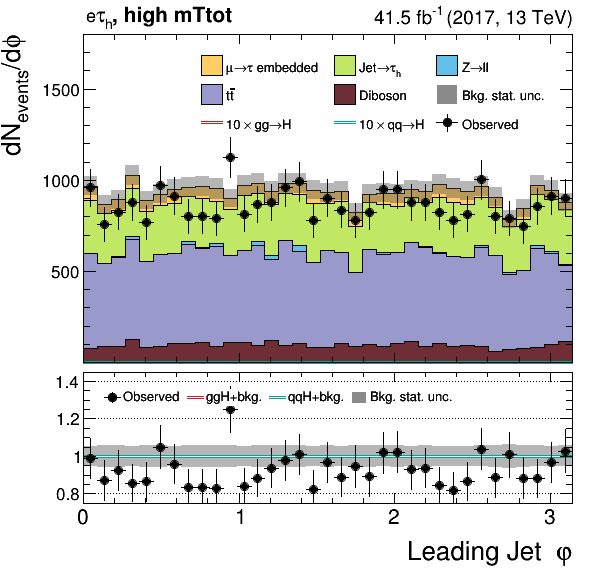 eτh, high mTtot 41.5 fb⁻¹ (2017, 13 TeV)
dNevents/dϕ
μ→τ embedded Jet→τh Z→ll
tt̄ Diboson Bkg. stat. unc.
10 × gg→H 10 × qq→H Observed
1500
1000
500
1.4
Observed ggH+bkg. qqH+bkg. Bkg. stat. unc.
1.2
1
0.8
0 1 2 3
Leading Jet φ